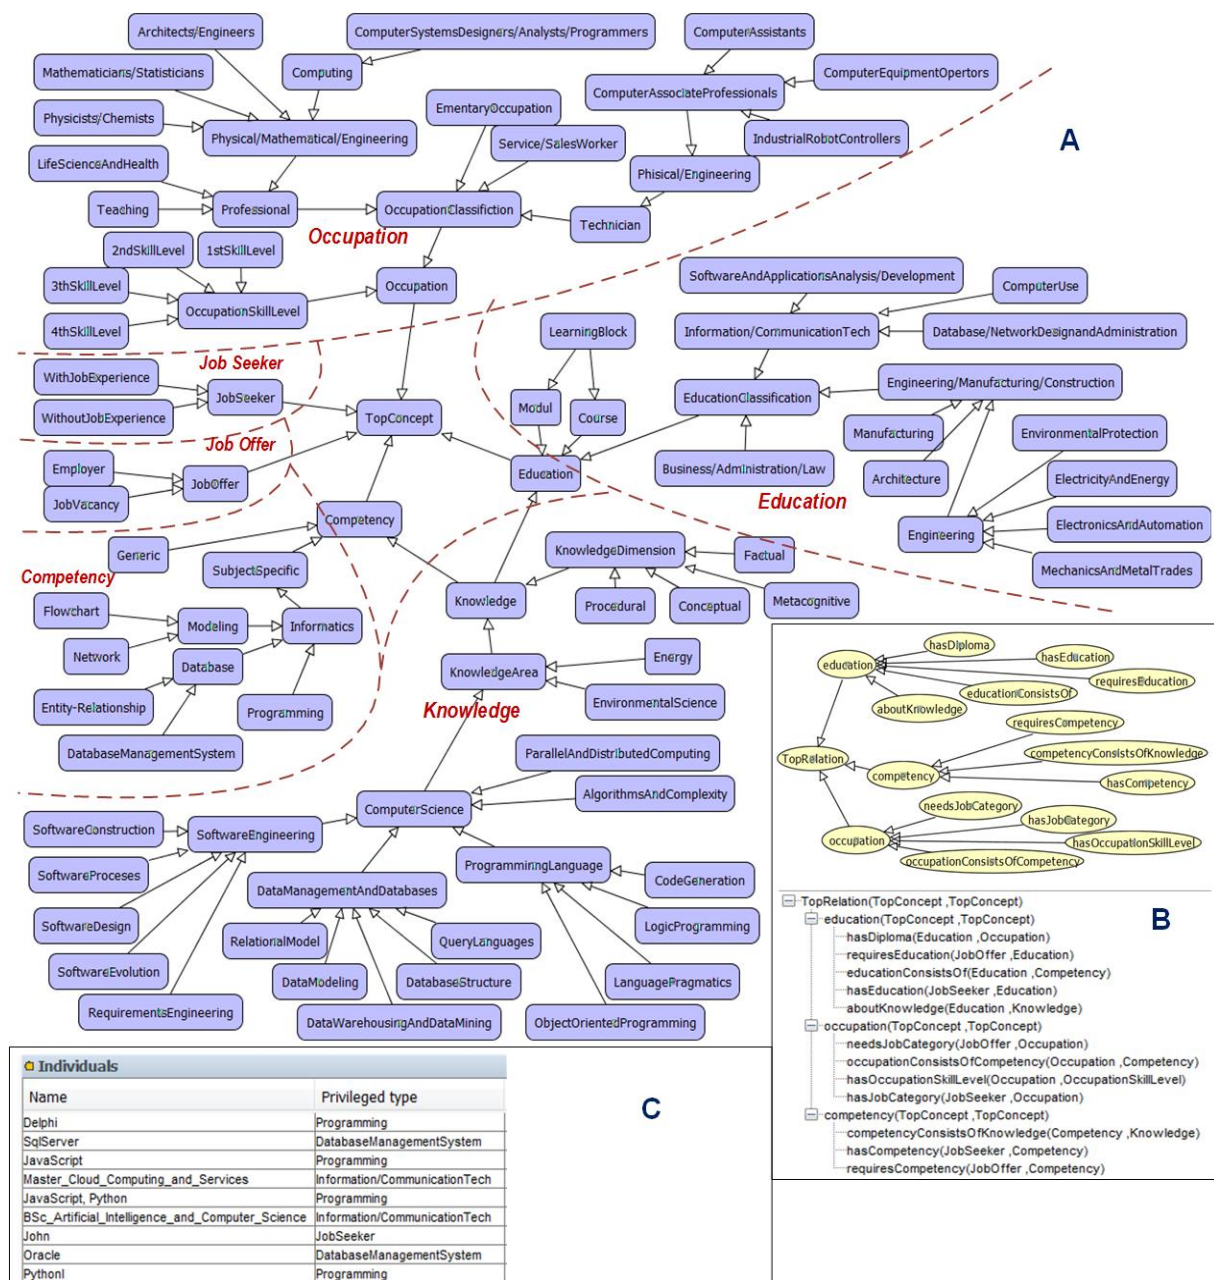 Architects/Engineers
ComputerSystemsDesigners/Analysts/Programmers
ComputerAssistants
Mathematicians/Statisticians
Computing
ComputerEquipmentOpertors
ComputerAssociateProfessionals
EmentaryOccupation
Physicists/Chemists
Physical/Mathematical/Engineering
Service/SalesWorker
IndustrialRobotControllers
A
LifeScienceAndHealth
Phisical/Engineering
Teaching
Professional
OccupationClassifiction
Technician
Occupation
2ndSkillLevel
1stSkillLevel
3thSkillLevel
OccupationSkillLevel
Occupation
4thSkillLevel
SoftwareAndApplicationsAnalysis/Development
ComputerUse
LearningBlock
Information/CommunicationTech
Database/NetworkDesignandAdministration
Job Seeker
WithJobExperience
JobSeeker
WithoutJobExperience
TopConcept
Modul
Course
EducationClassification
Engineering/Manufacturing/Construction
Manufacturing
EnvironmentalProtection
Job Offer
Employer
JobOffer
JobVacancy
Education
Business/Administration/Law
Architecture
ElectricityAndEnergy
Education
Competency
Engineering
ElectronicsAndAutomation
Generic
KnowledgeDimension
Factual
MechanicsAndMetalTrades
Competency
SubjectSpecific
Knowledge
Procedural
Conceptual
Metacognitive
Flowchart
Modeling
Informatics
Network
Database
KnowledgeArea
Energy
EnvironmentalScience
Entity-Relationship
Programming
Knowledge
DatabaseManagementSystem
ParallelAndDistributedComputing
AlgorithmsAndComplexity
ComputerScience
SoftwareConstruction
SoftwareEngineering
SoftwareProceses
ProgrammingLanguage
CodeGeneration
DataManagementAndDatabases
SoftwareDesign
LogicProgramming
RelationalModel
QueryLanguages
SoftwareEvolution
DataModeling
DatabaseStructure
LanguagePragmatics
RequirementsEngineering
DataWarehousingAndDataMining
ObjectOrientedProgramming
hasDiploma
education
hasEducation
requiresEducation
educationConsistsOf
aboutKnowledge
requiresCompetency
TopRelation
competencyConsistsOfKnowledge
competency
hasCompetency
needsJobCategory
hasJobCategory
occupation
hasOccupationSkillLevel
occupationConsistsOfCompetency
B
TopRelation(TopConcept ,TopConcept)
education(TopConcept ,TopConcept)
hasDiploma(Education ,Occupation)
requiresEducation(JobOffer ,Education)
educationConsistsOf(Education ,Competency)
hasEducation(JobSeeker ,Education)
aboutKnowledge(Education ,Knowledge)
occupation(TopConcept ,TopConcept)
needsJobCategory(JobOffer ,Occupation)
occupationConsistsOfCompetency(Occupation ,Competency)
hasOccupationSkillLevel(Occupation ,OccupationSkillLevel)
hasJobCategory(JobSeeker ,Occupation)
competency(TopConcept ,TopConcept)
competencyConsistsOfKnowledge(Competency ,Knowledge)
hasCompetency(JobSeeker ,Competency)
requiresCompetency(JobOffer ,Competency)
C
Individuals
Name Privileged type
Delphi Programming
SqlServer DatabaseManagementSystem
JavaScript Programming
Master_Cloud_Computing_and_Services Information/CommunicationTech
JavaScript, Python Programming
BSc_Artificial_Intelligence_and_Computer_Science Information/CommunicationTech
John JobSeeker
Oracle DatabaseManagementSystem
Pythonl Programming